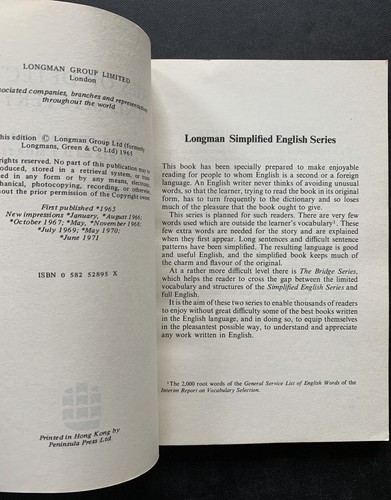 LONGMAN GROUP LIMITED
London
associated companies, branches and representatives
throughout the world
his edition © Longman Group Ltd (formerly
Longmans, Green & Co Ltd) 1965
rights reserved. No part of this publication may be
roduced, stored in a retrieval system, or
ed in any form or by any means, electronic,
hanical, photocopying, recording, or otherwise,
out the prior permission of the Copyright owner.
First published *1965
New impressions *January, *August 1966;
*October 1967; *May, *November 1968;
*July 1969; *May 1970;
*June 1971
ISBN 0 582 52895 X
Printed in Hong Kong by
Peninsula Press Ltd
Longman Simplified English Series
This book has been specially prepared to make enjoyable
reading for people to whom English is a second or a foreign
language. An English writer never thinks of avoiding unusual
words, so that the learner, trying to read the book in its original
form, has to turn frequently to the dictionary and so loses
much of the pleasure that the book ought to give.
This series is planned for such readers. There are very few
words used which are outside the learner's vocabulary¹. These
few extra words are needed for the story and are explained
when they first appear. Long sentences and difficult sentence
patterns have been simplified. The resulting language is good
and useful English, and the simplified book keeps much of
the charm and flavour of the original.
At a rather more difficult level there is The Bridge Series,
which helps the reader to cross the gap between the limited
vocabulary and structures of the Simplified English Series and
full English.
It is the aim of these two series to enable thousands of readers
to enjoy without great difficulty some of the best books written
in the English language, and in doing so, to equip themselves
in the pleasantest possible way, to understand and appreciate
any work written in English.
¹The 2,000 root words of the General Service List of English Words of the
Interim Report on Vocabulary Selection.